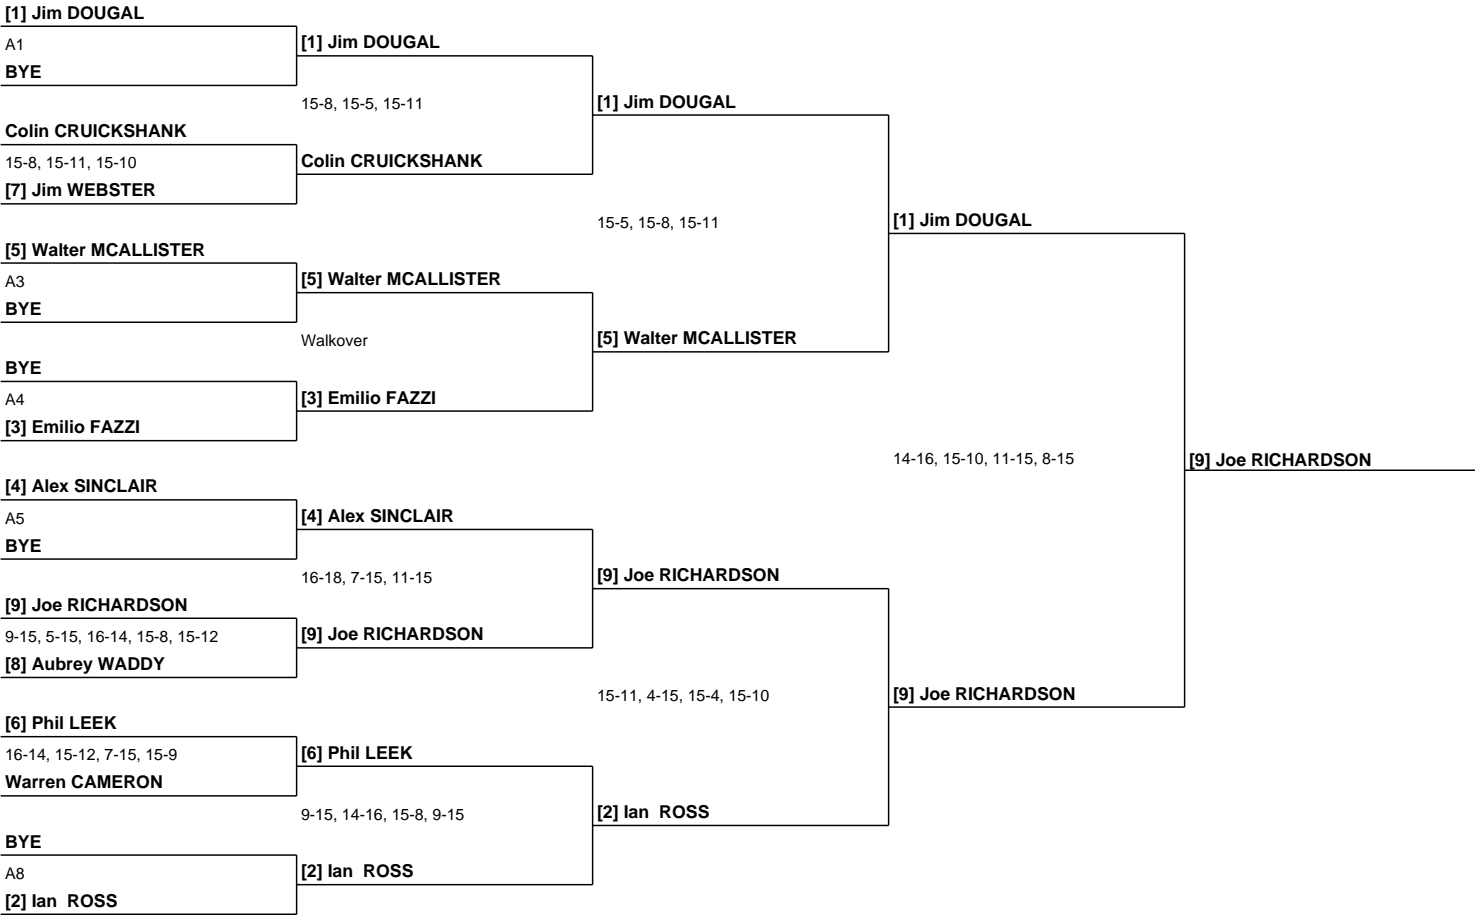 [1] Jim DOUGAL
A1
BYE
Colin CRUICKSHANK
15-8, 15-11, 15-10
[7] Jim WEBSTER
[5] Walter MCALLISTER
A3
BYE
BYE
A4
[3] Emilio FAZZI
[4] Alex SINCLAIR
A5
BYE
[9] Joe RICHARDSON
9-15, 5-15, 16-14, 15-8, 15-12
[8] Aubrey WADDY
[6] Phil LEEK
16-14, 15-12, 7-15, 15-9
Warren CAMERON
BYE
A8
[2] Ian  ROSS
[1] Jim DOUGAL
15-8, 15-5, 15-11
Colin CRUICKSHANK
[5] Walter MCALLISTER
Walkover
[3] Emilio FAZZI
[4] Alex SINCLAIR
16-18, 7-15, 11-15
[9] Joe RICHARDSON
[6] Phil LEEK
9-15, 14-16, 15-8, 9-15
[2] Ian  ROSS
[1] Jim DOUGAL
15-5, 15-8, 15-11
[5] Walter MCALLISTER
[9] Joe RICHARDSON
15-11, 4-15, 15-4, 15-10
[2] Ian  ROSS
[1] Jim DOUGAL
14-16, 15-10, 11-15, 8-15
[9] Joe RICHARDSON
[9] Joe RICHARDSON